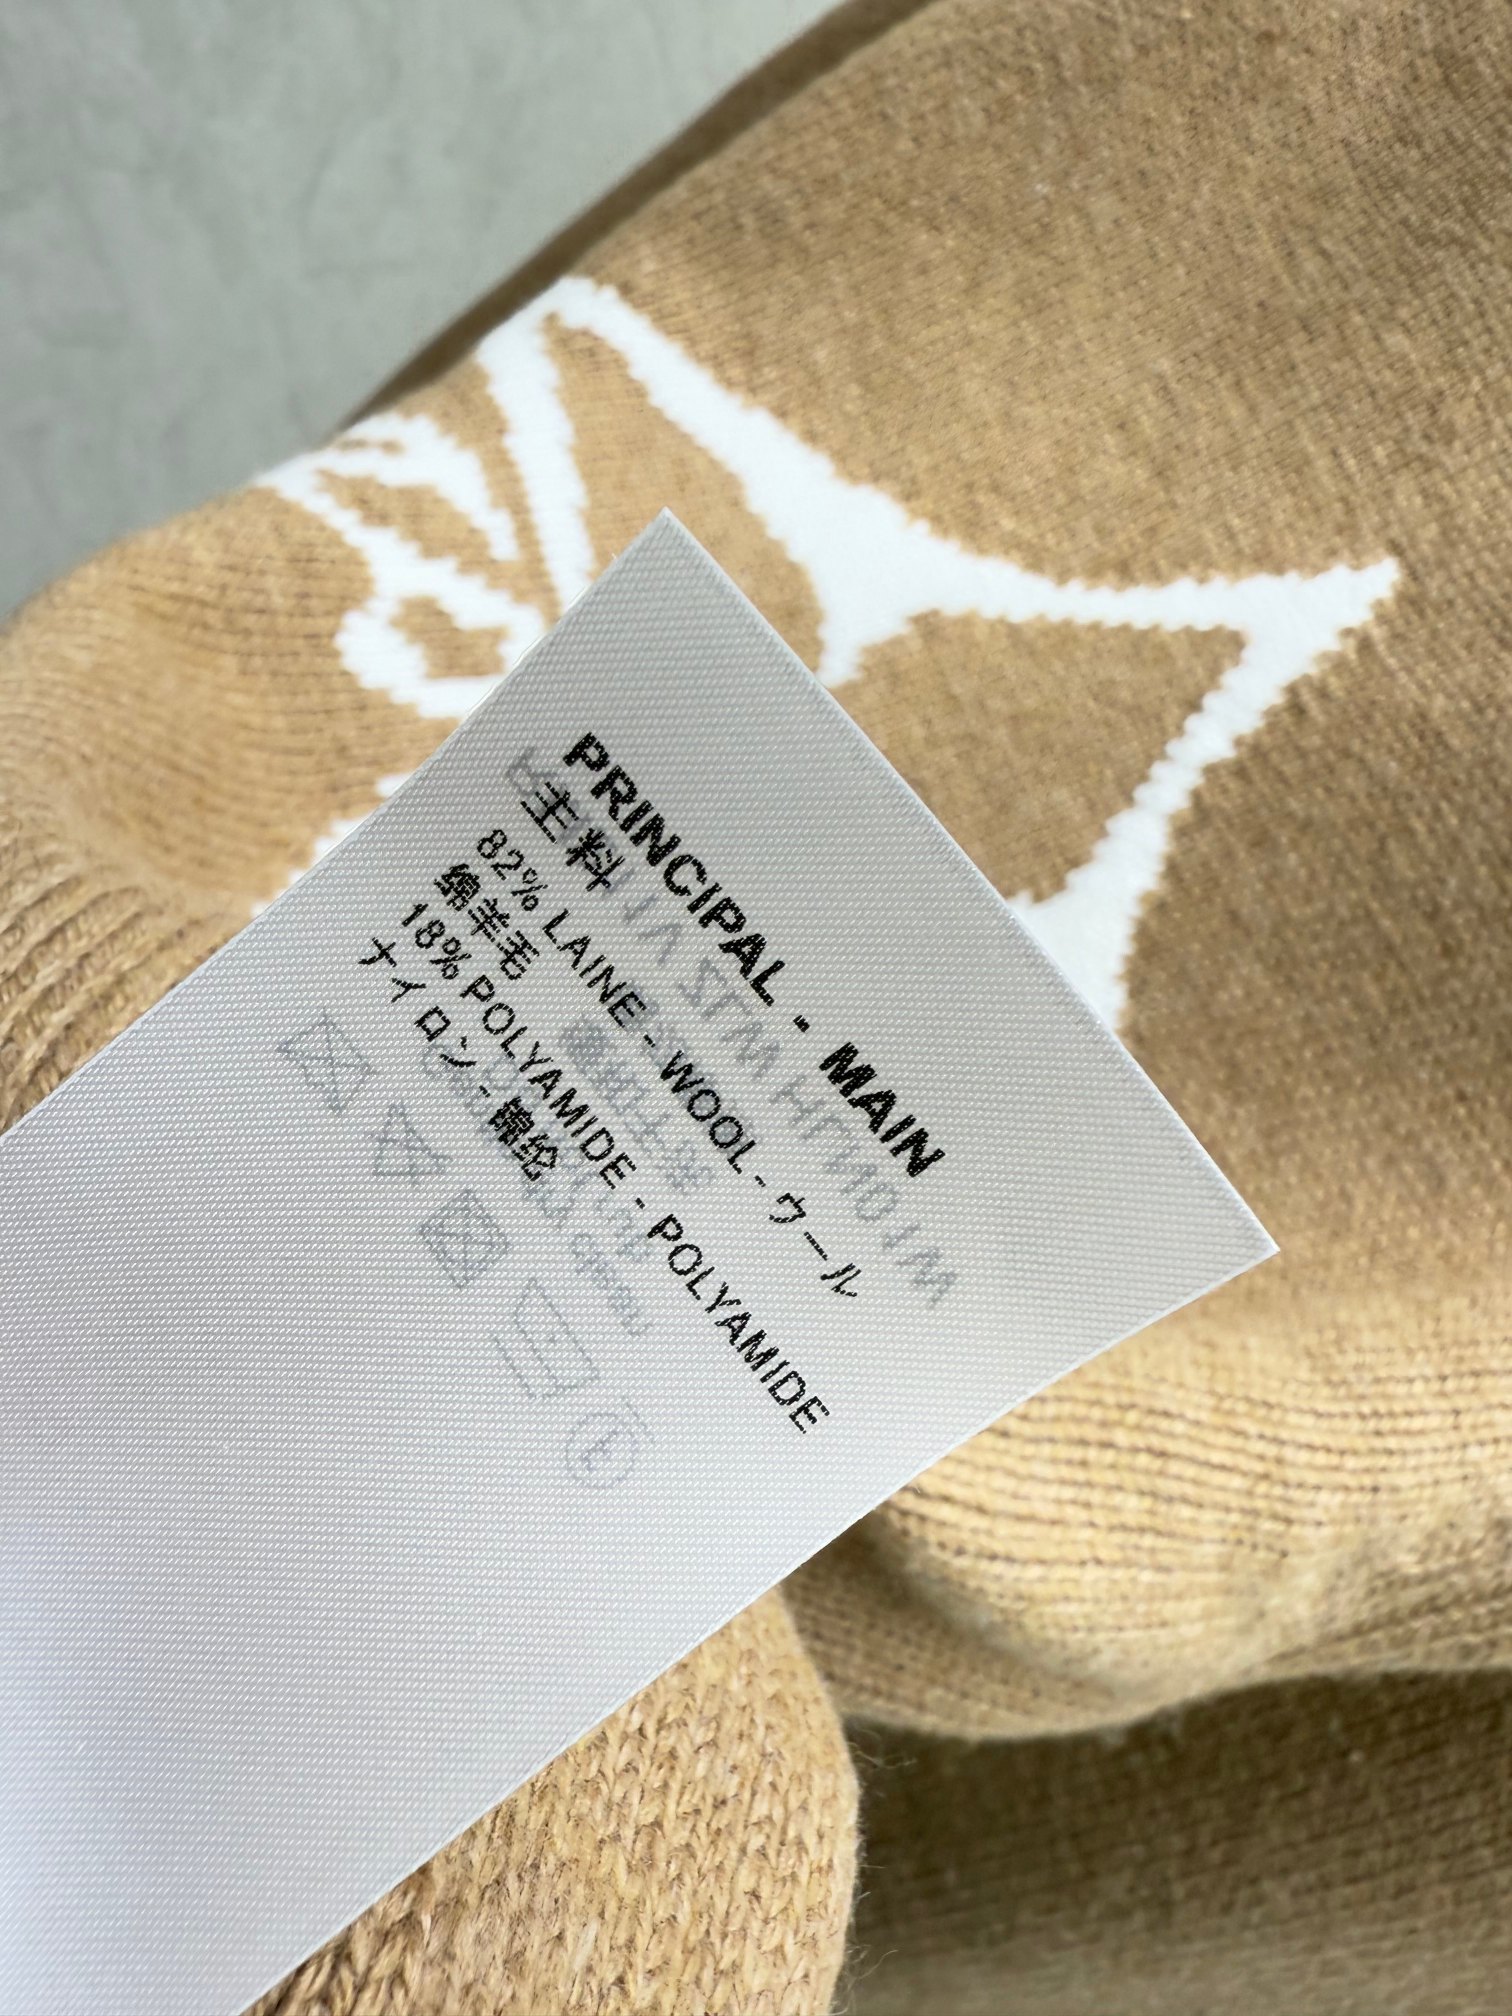 PRINCIPAL - MAIN
主料
82% LAINE - WOOL - ウール
绵羊毛
18% POLYAMIDE - POLYAMIDE
ナイロン - 锦纶